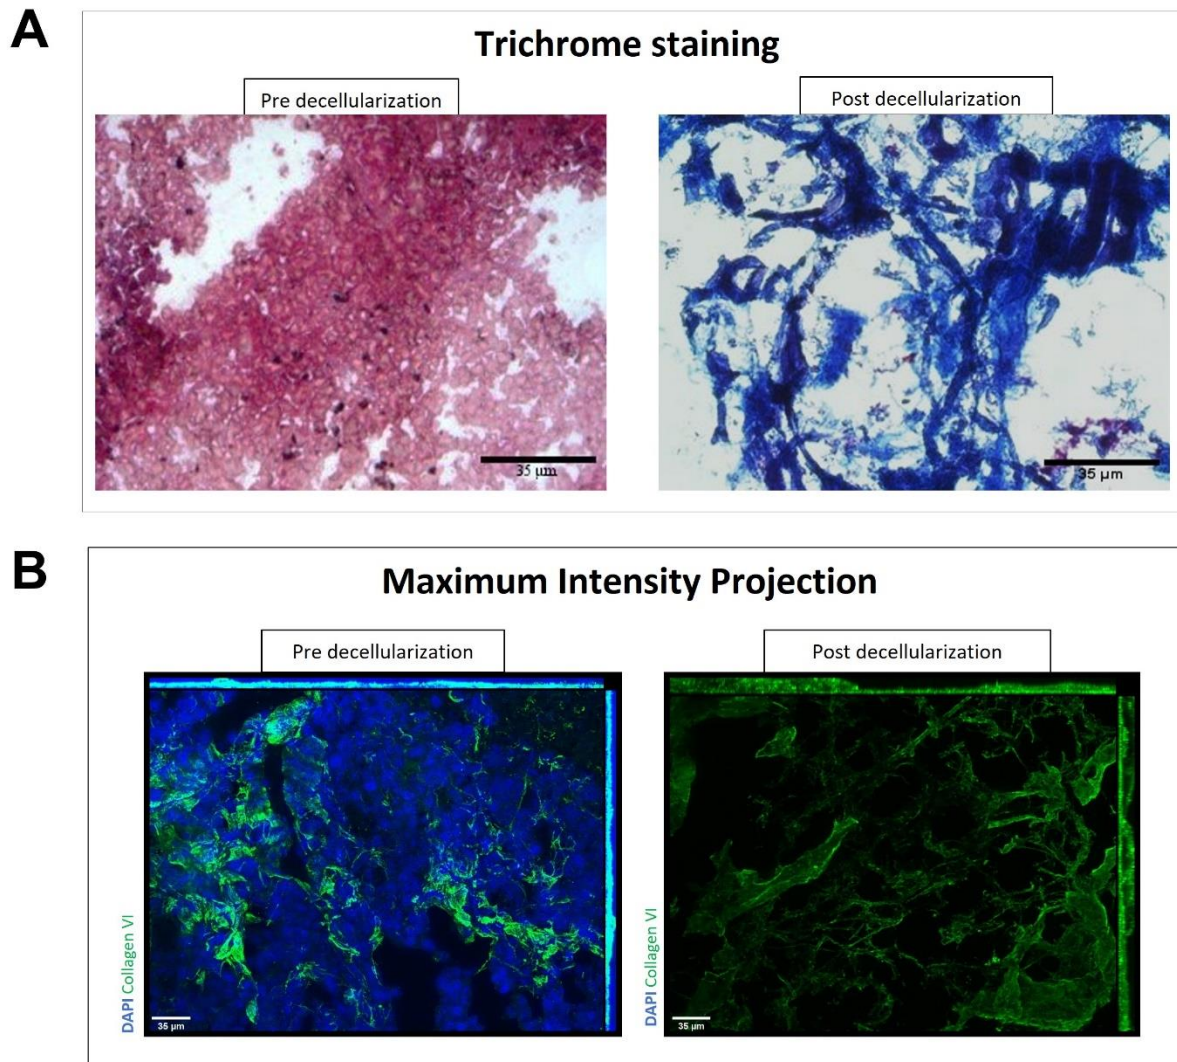 A
Trichrome staining
Pre decellularization
Post decellularization
35 µm
35 µm
B
Maximum Intensity Projection
Pre decellularization
Post decellularization
DAPI Collagen VI
DAPI Collagen VI
35 µm
35 µm